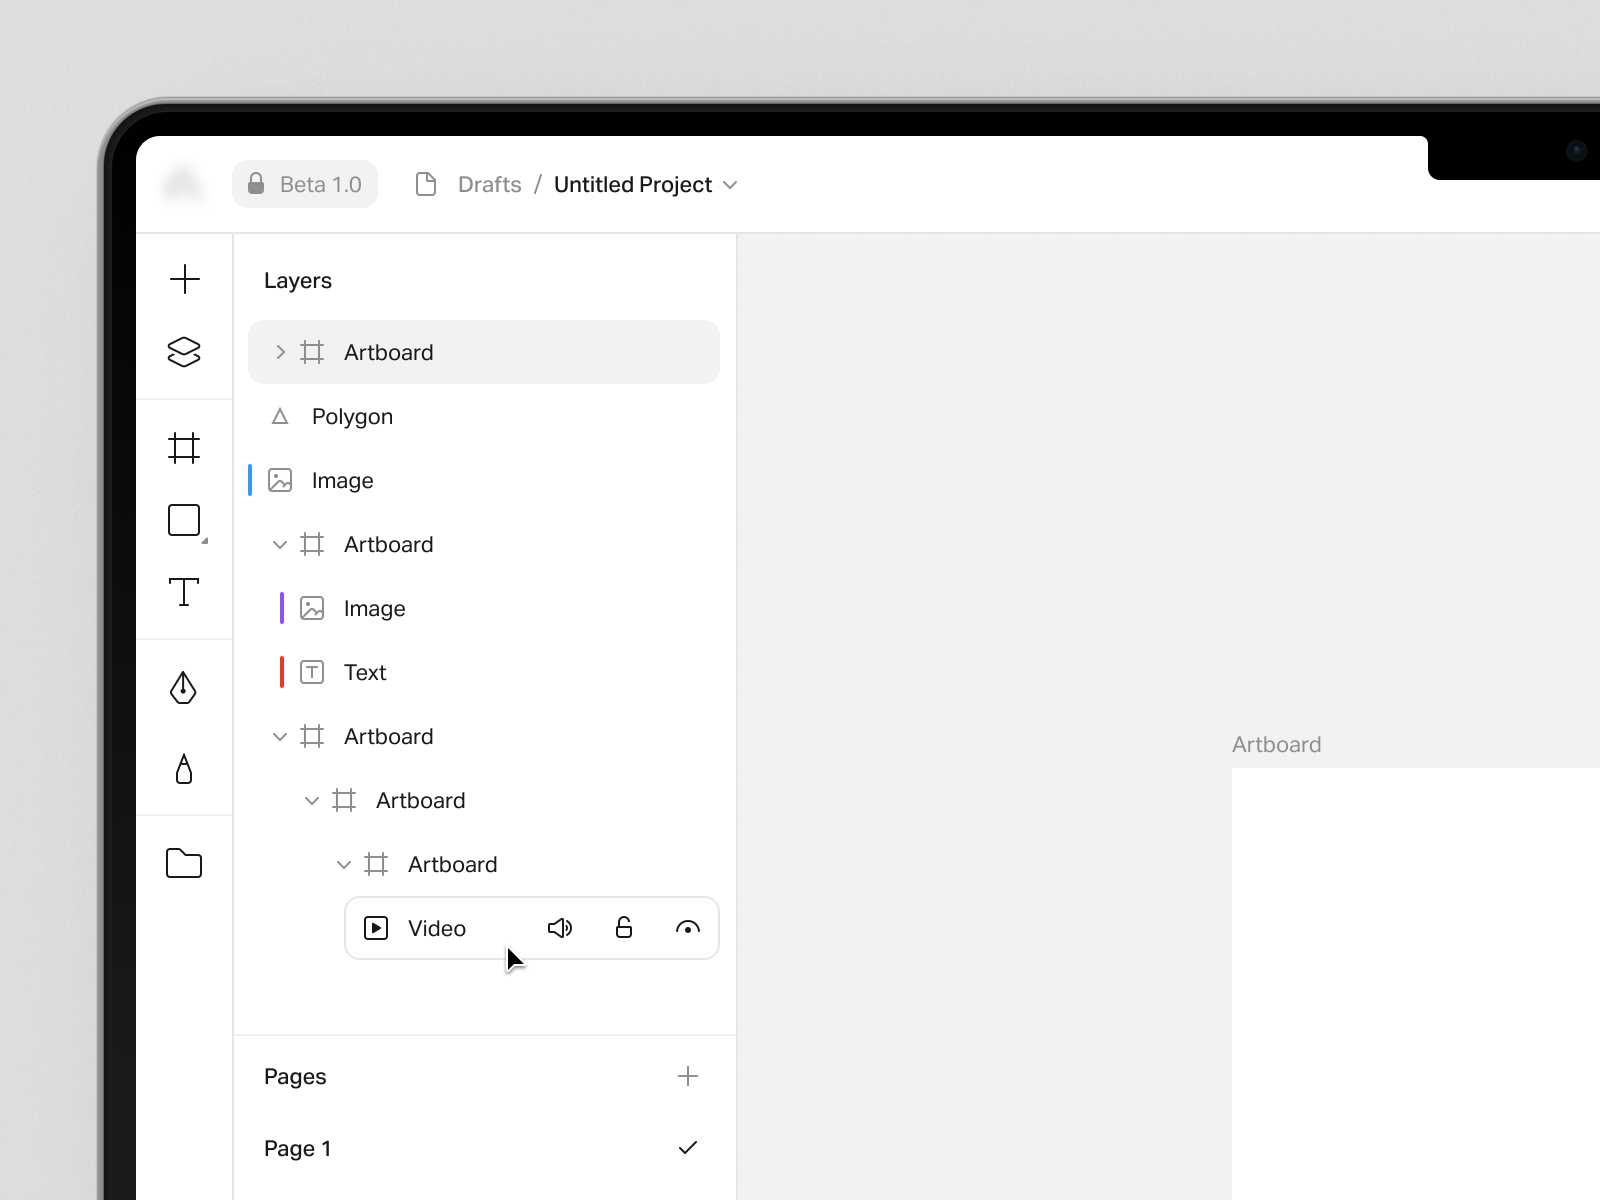 Beta 1.0
Drafts / Untitled Project
Layers
Artboard
Polygon
Image
Artboard
Image
Text
Artboard
Artboard
Artboard
Video
Artboard
Pages
Page 1